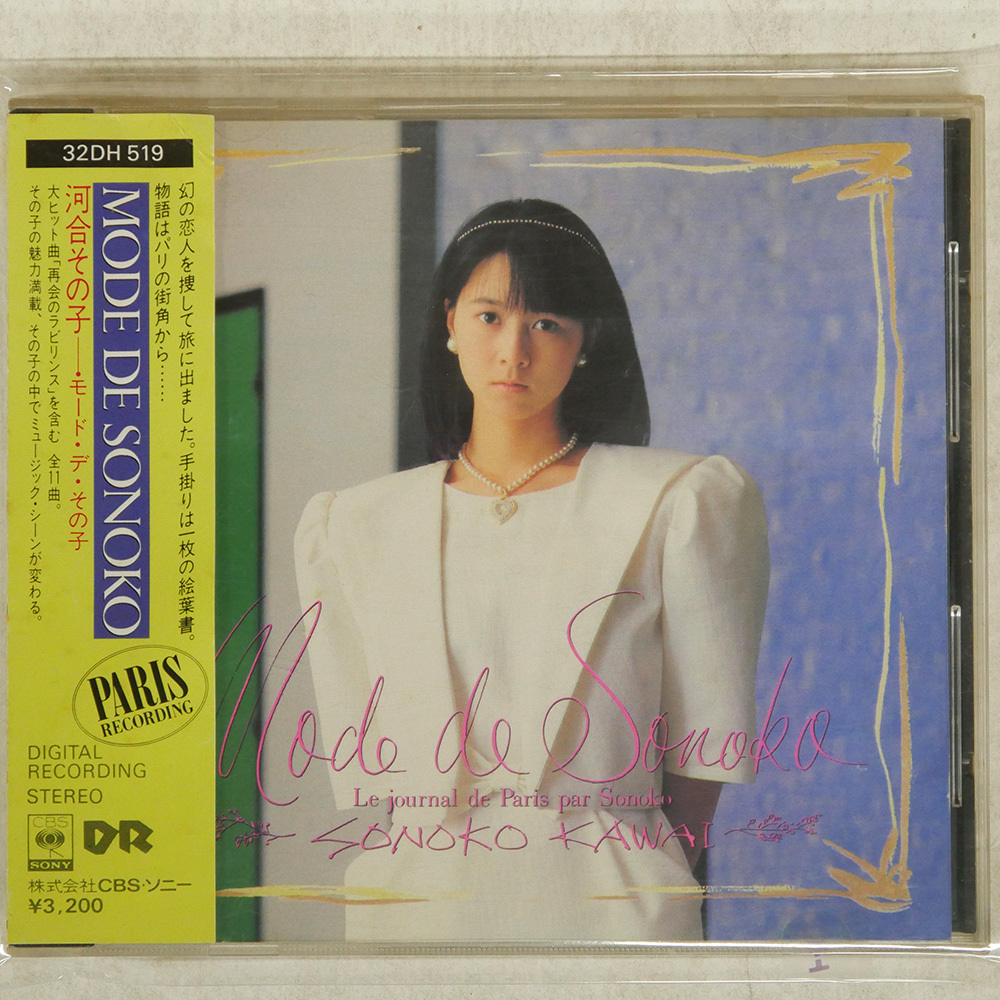 32DH 519
幻の恋人を捜して旅に出ました。手掛りは一枚の絵葉書。
物語はパリの街角から……
MODE DE SONOKO
河合その子──・モード・デ・その子
大ヒット曲「再会のラビリンス」を含む 全11曲。
その子の魅力満載、その子の中でミュージック・シーンが変わる。
PARIS
RECORDING
DIGITAL
RECORDING
STEREO
CBS
SONY
DR
株式会社CBS・ソニー
¥3,200
Mode de Sonoko
Le journal de Paris par Sonoko
SONOKO KAWAI